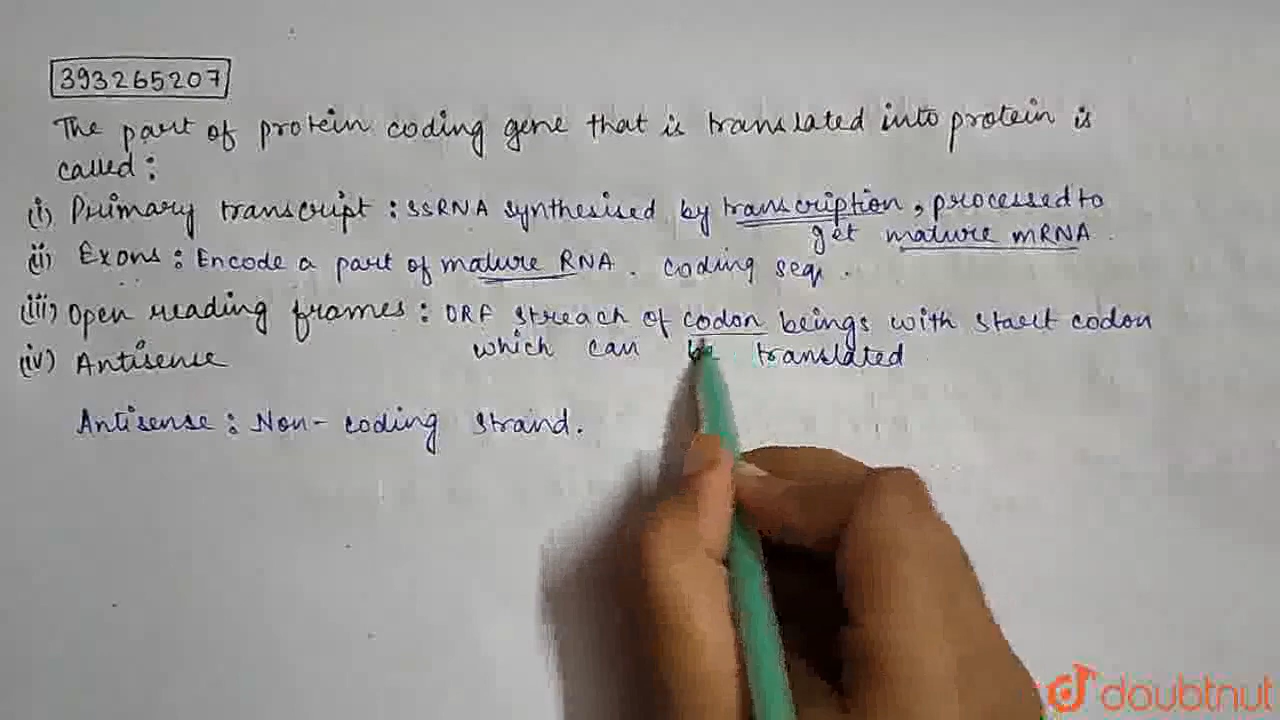 393265207
The part of protein coding gene that is translated into protein is
called:
(i) Primary transcript : SSRNA synthesised by transcription, processed to
get mature mRNA.
(ii) Exons : Encode a part of mature RNA. coding seq.
(iii) Open reading frames : ORF streach of codon beings with start codon
(iv) Antisense which can be translated
Antisense : Non-coding strand.
doubtnut